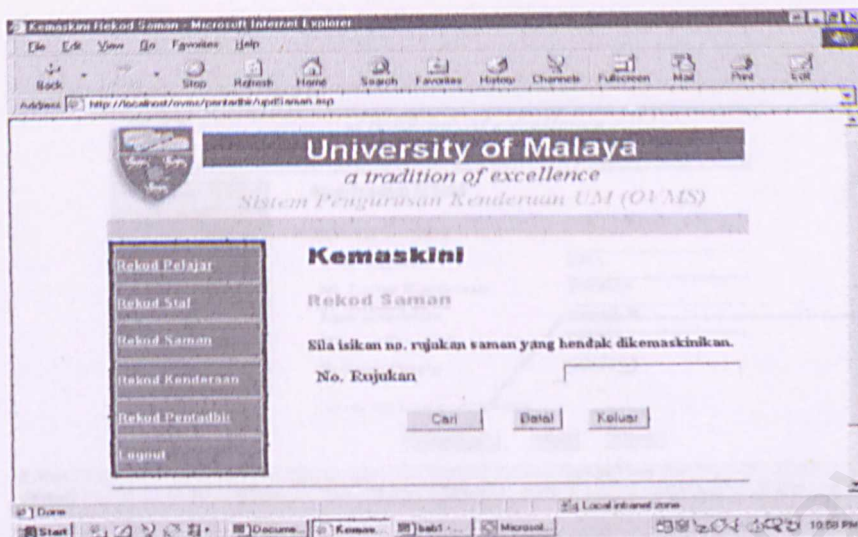 Kemaskini Rekod Saman - Microsoft Internet Explorer
File Edit View Go Favorites Help
Back Stop Refresh Home Search Favorites History Channels Fullscreen Mail Print Edit
Address http://localhost/ovms/pentadbir/updSaman.asp
University of Malaya
a tradition of excellence
Sistem Pengurusan Kenderaan UM (OVMS)
Rekod Pelajar
Rekod Staf
Rekod Saman
Rekod Kenderaan
Rekod Pentadbir
Logout
Kemaskini
Rekod Saman
Sila isikan no. rujukan saman yang hendak dikemaskinikan.
No. Rujukan
Cari Batal Keluar
Done Local intranet zone
Start Docume... Kemas... bab1 - ... Microsof... 10:58 PM